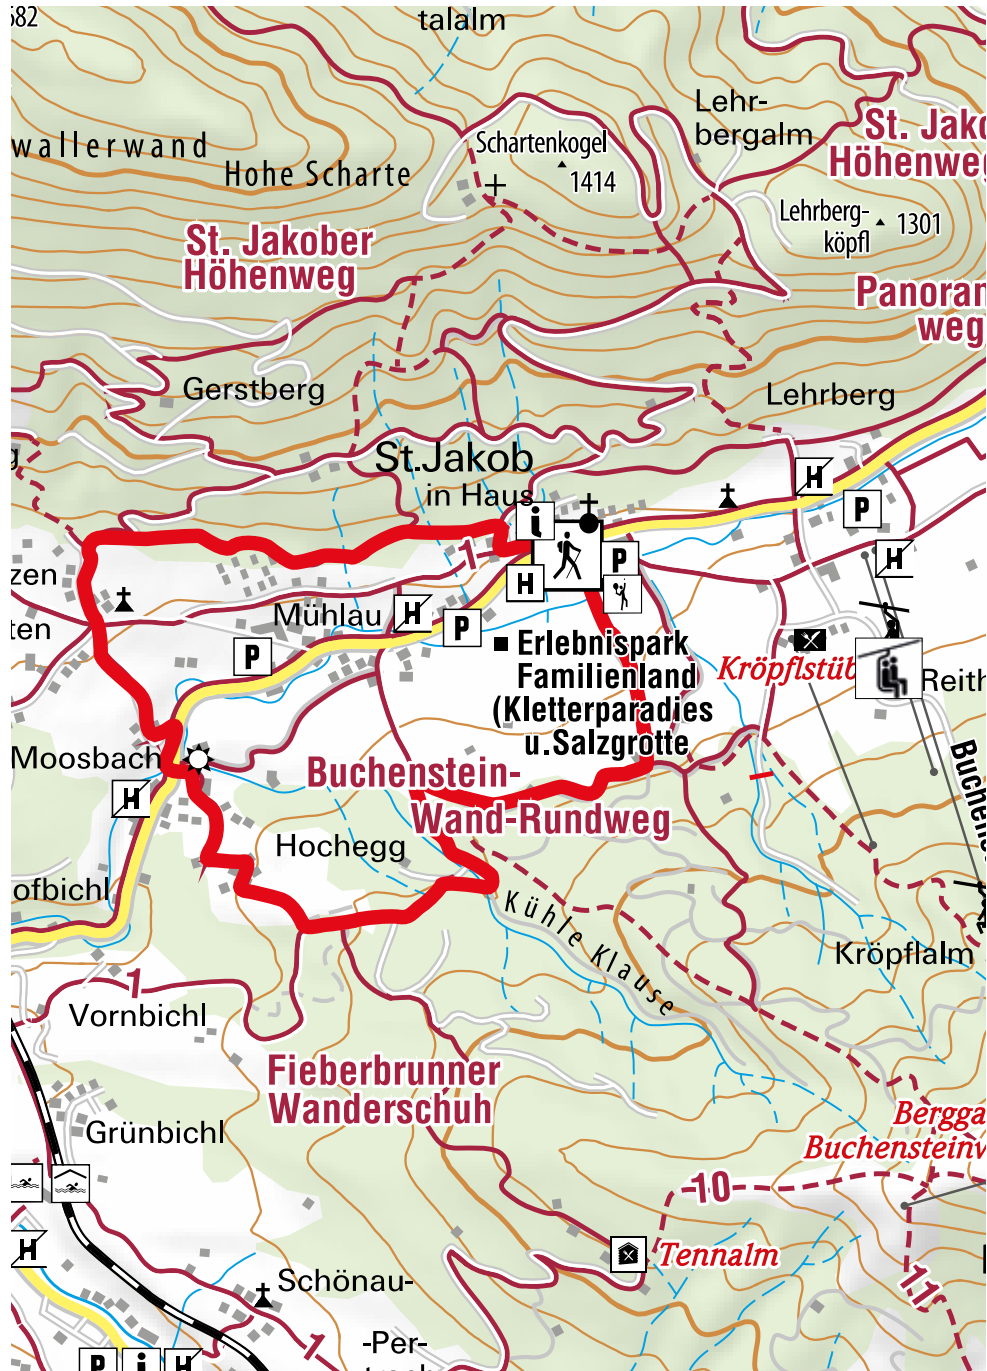 682
talalm
Lehr-
bergalm
St. Jako
Höhenweg
wallerwand
Hohe Scharte
Schartenkogel
1414
Lehrberg-
köpfl
1301
St. Jakober
Höhenweg
Panoram
weg
Gerstberg
Lehrberg
St.Jakob
in Haus
H
P
i
g
1
P
H
H
zen
Mühlau
H
P
ten
P
Erlebnispark
Familienland
(Kletterparadies
u.Salzgrotte
Kröpflstüb
Reith
Moosbach
H
Buchenstein-
Wand-Rundweg
Buchens
Hochegg
ofbichl
Kühle Klause
Kröpflalm
1
Vornbichl
Fieberbrunner
Wanderschuh
Grünbichl
Bergga
Buchensteinw
10
H
Tennalm
11
Schönau-
1
-Per-
P
i
H